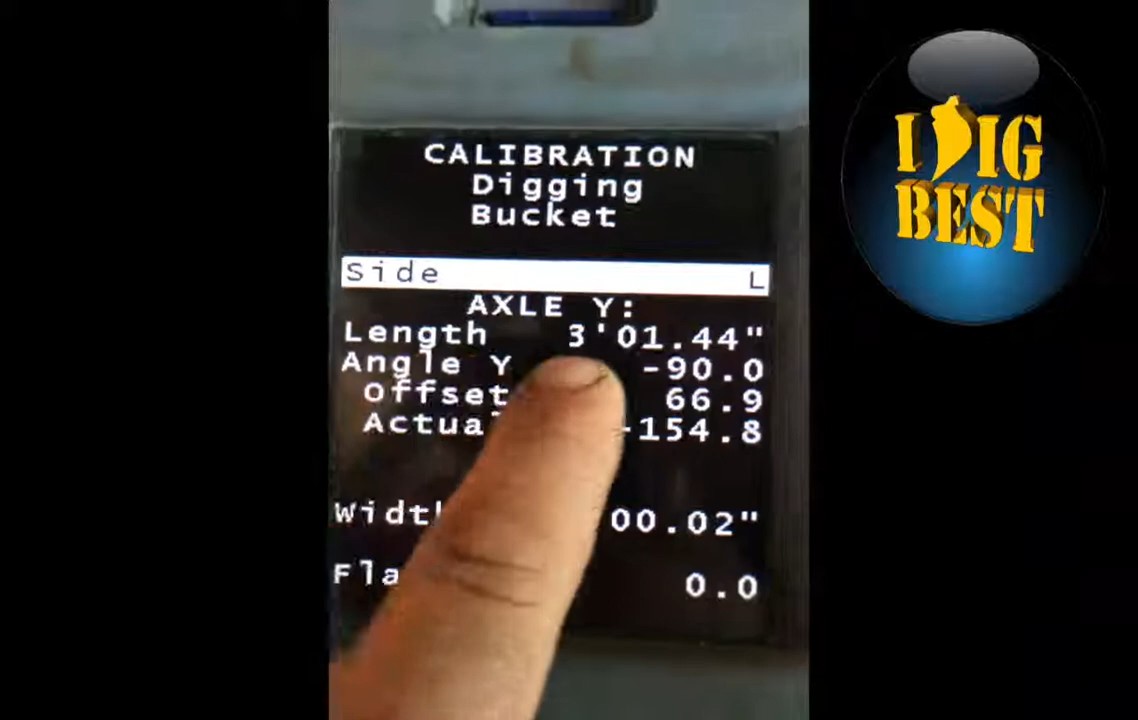 CALIBRATION
Digging
Bucket
Side L
AXLE Y:
Length 3'01.44"
Angle Y -90.0
Offset 66.9
-154.8
00.02"
0.0
I DIG
BEST